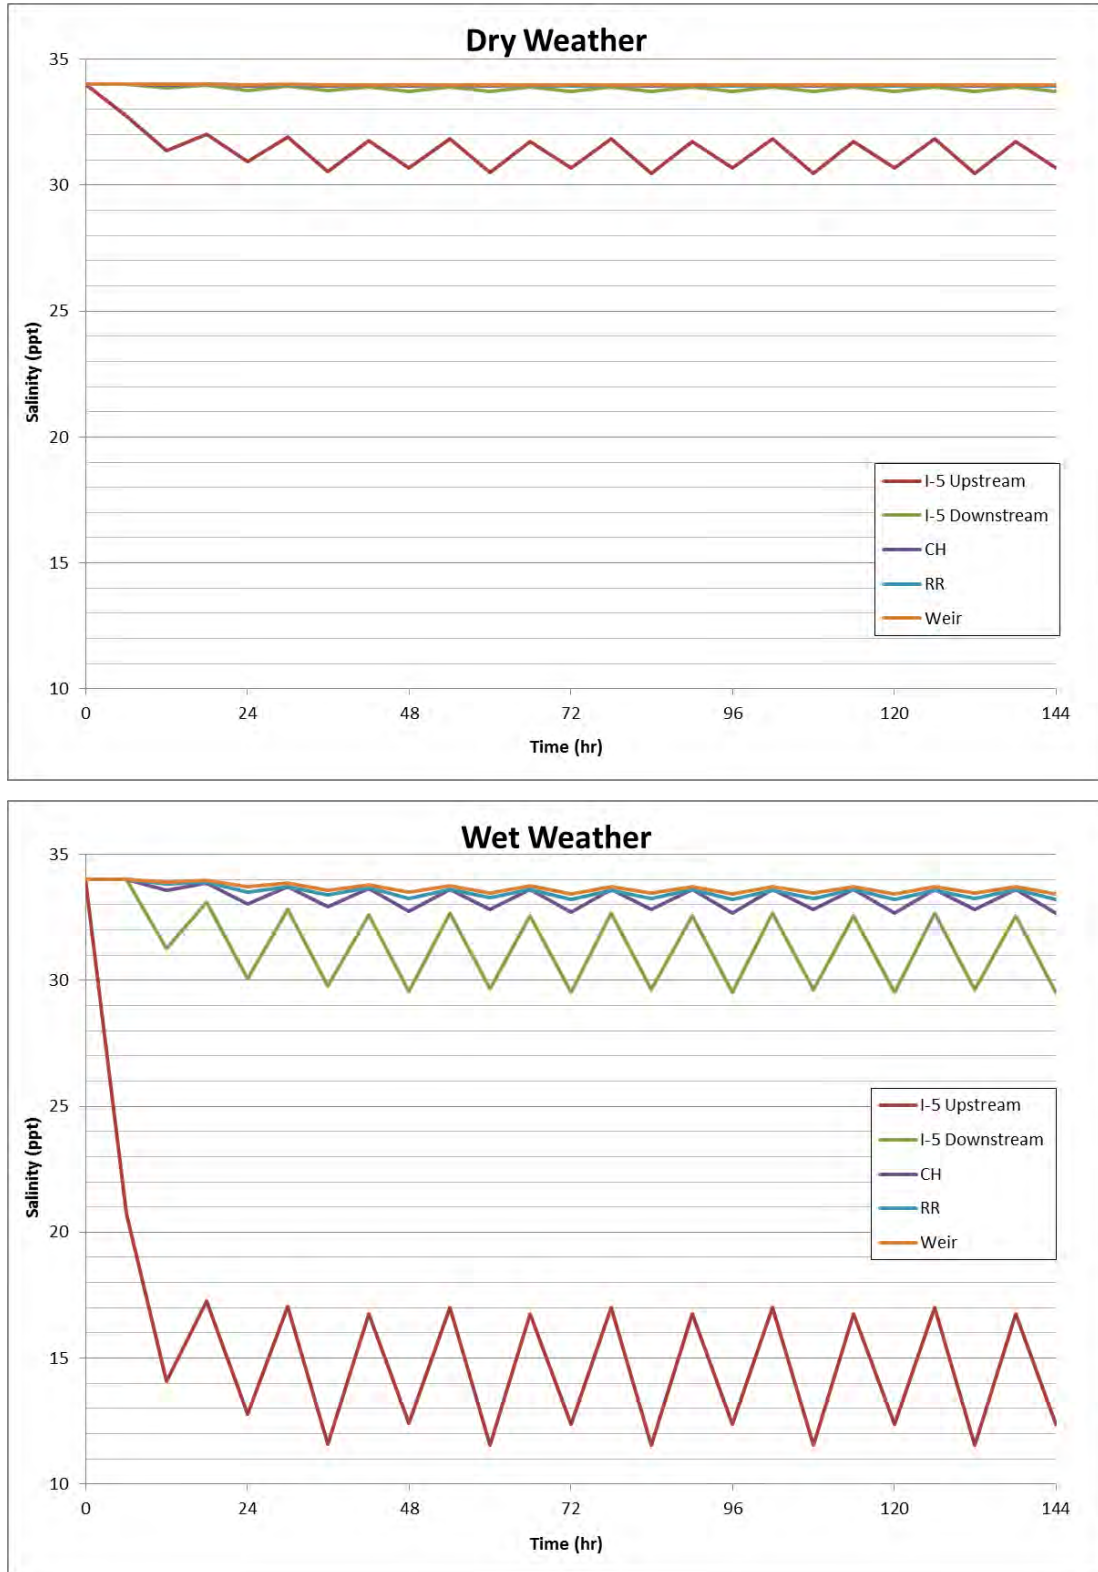 Dry Weather
35
30
25
20
15
10
Salinity (ppt)
0 24 48 72 96 120 144
Time (hr)
I-5 Upstream
I-5 Downstream
CH
RR
Weir
Wet Weather
35
30
25
20
15
10
Salinity (ppt)
0 24 48 72 96 120 144
Time (hr)
I-5 Upstream
I-5 Downstream
CH
RR
Weir